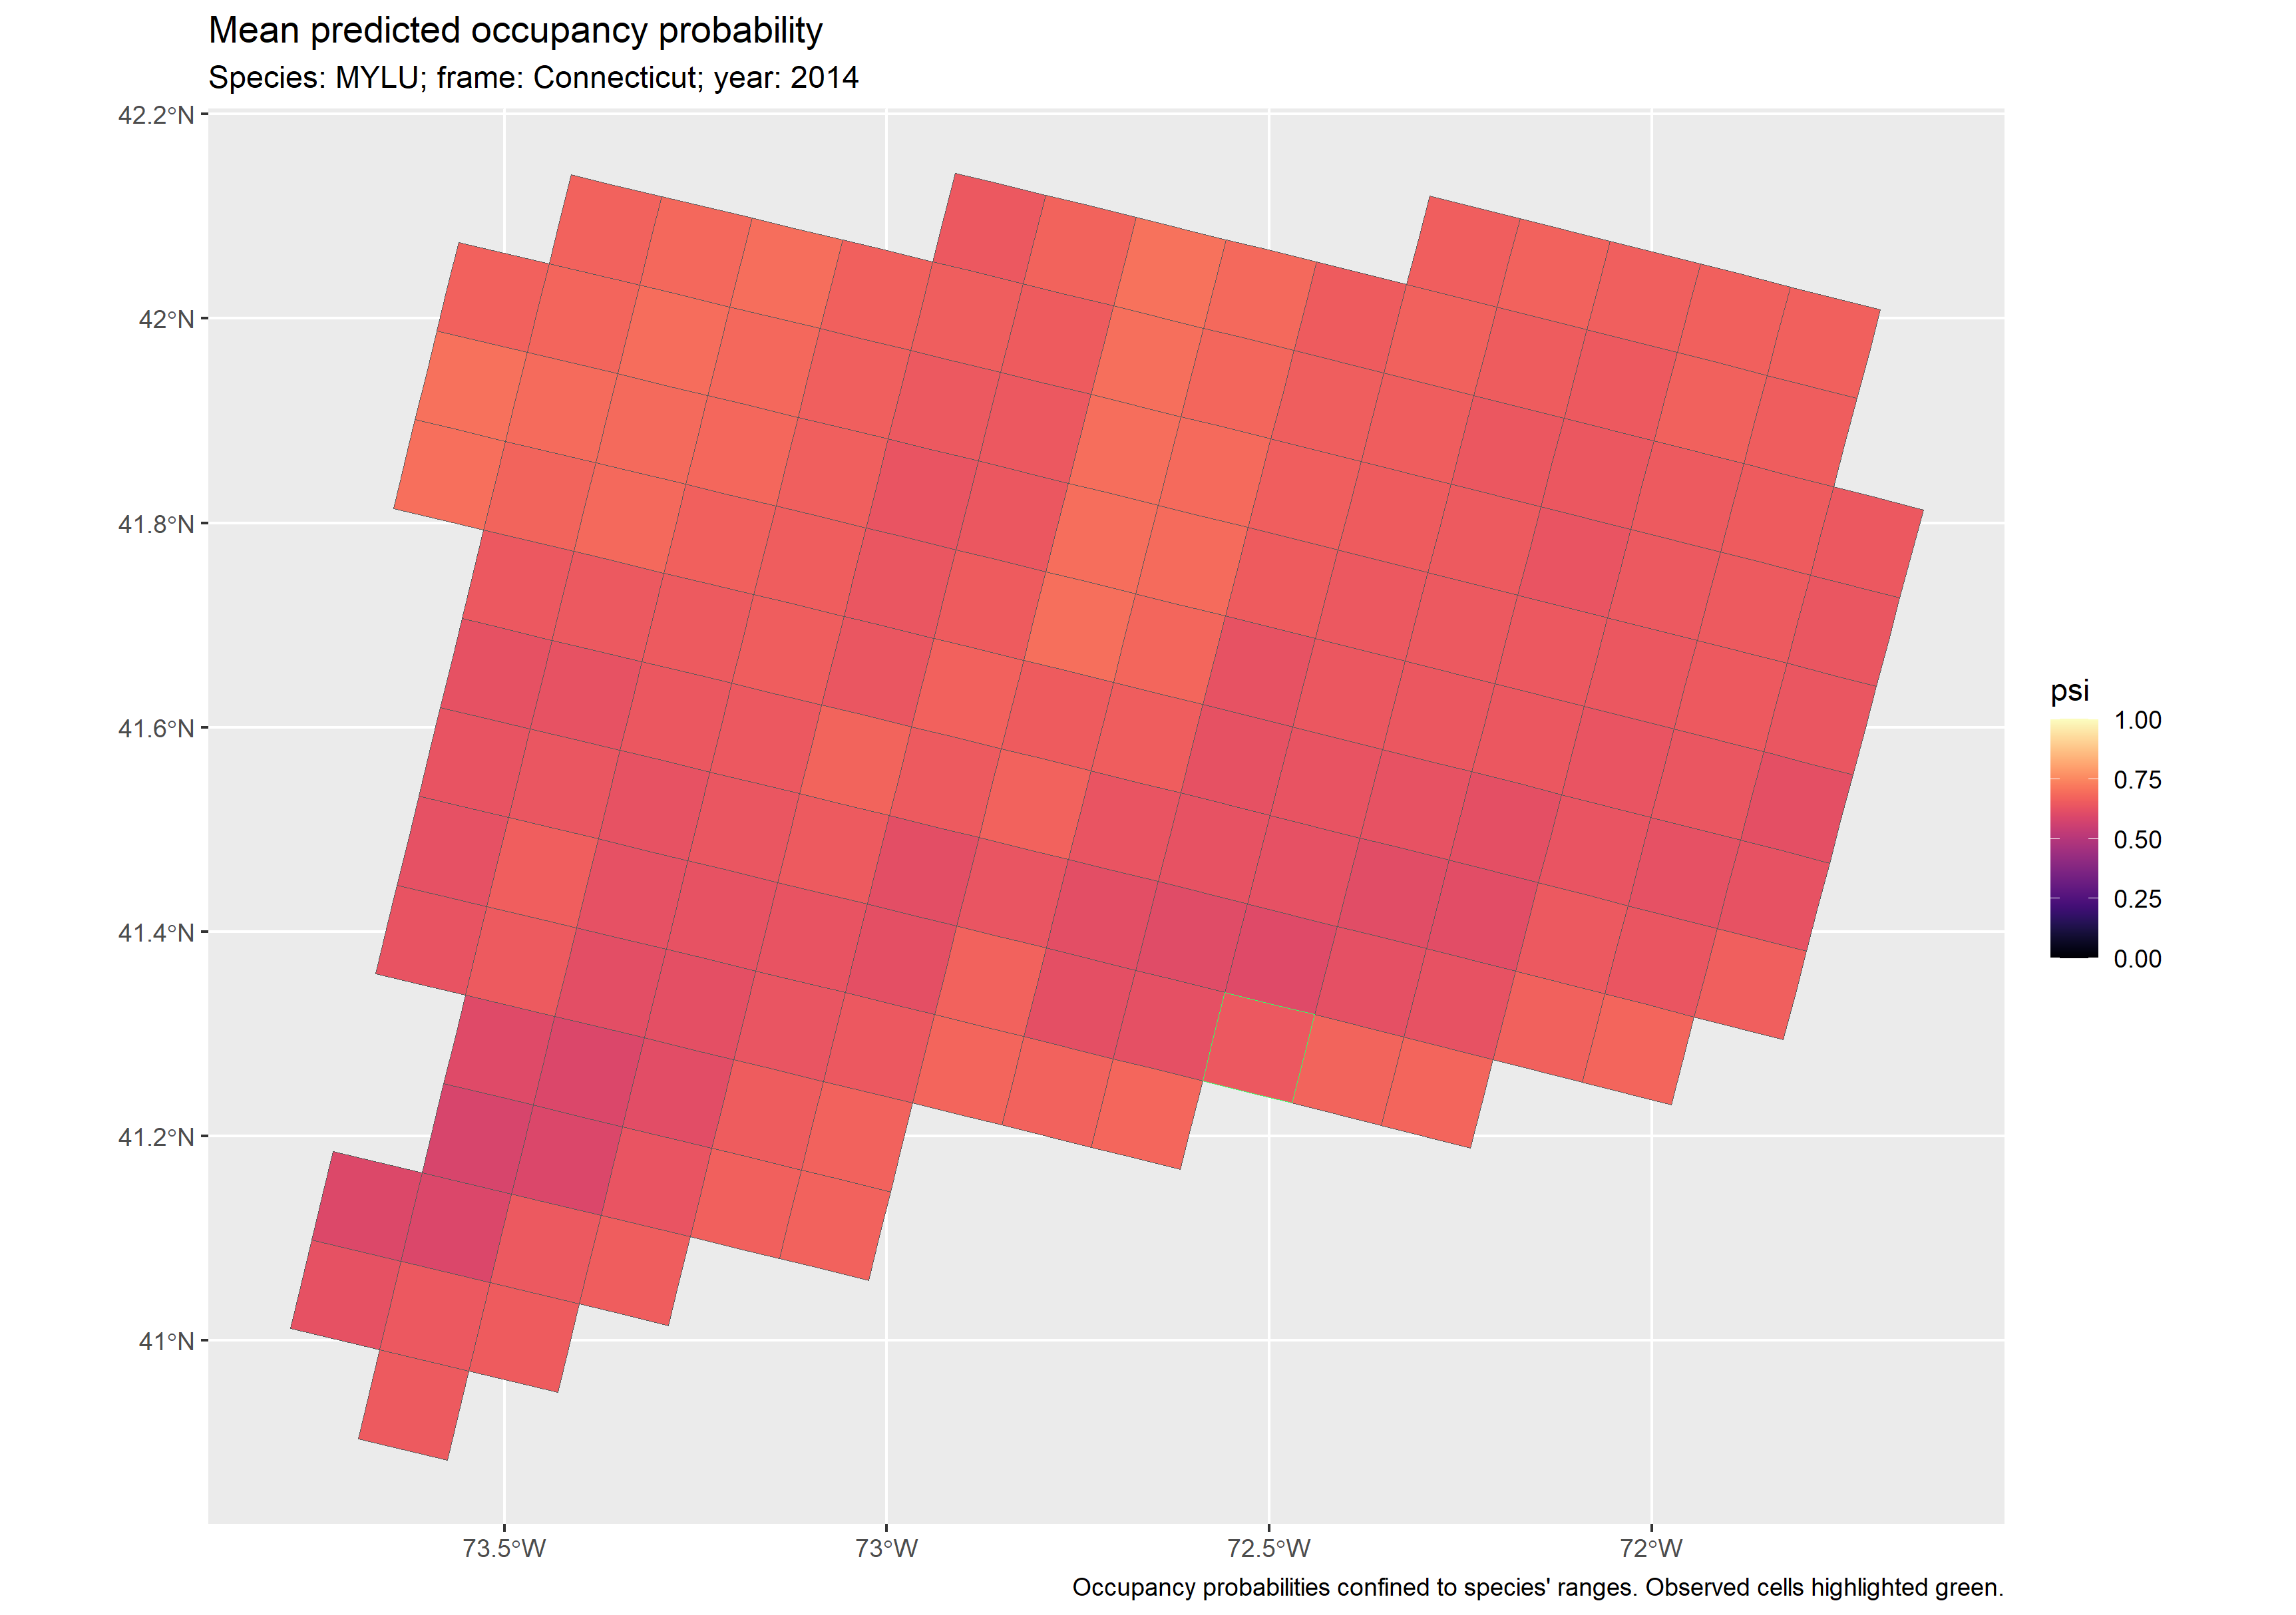 Mean predicted occupancy probability
Species: MYLU; frame: Connecticut; year: 2014
42.2°N
42°N
41.8°N
41.6°N
41.4°N
41.2°N
41°N
73.5°W
73°W
72.5°W
72°W
psi
1.00
0.75
0.50
0.25
0.00
Occupancy probabilities confined to species' ranges. Observed cells highlighted green.